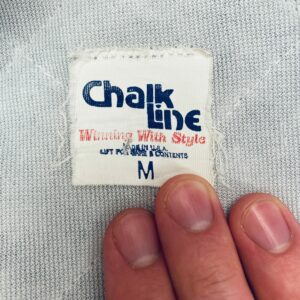 Chalk
Line
Winning With Style
MADE IN U.S.A.
LIFT FOR CARE & CONTENTS
M